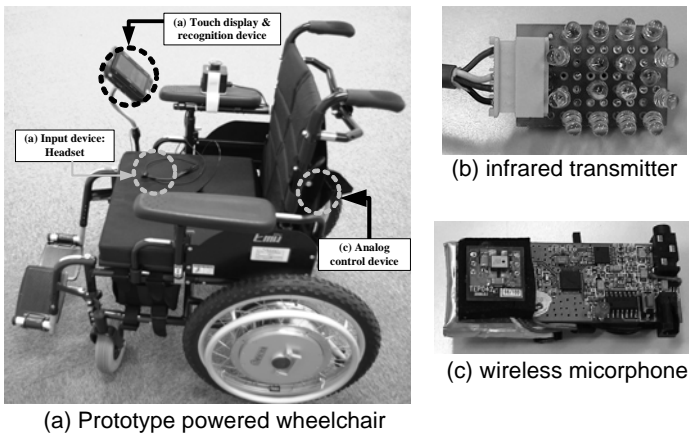 (a) Touch display &
recognition device
(a) Input device:
Headset
(c) Analog
control device
(a) Prototype powered wheelchair
(b) infrared transmitter
(c) wireless micorphone